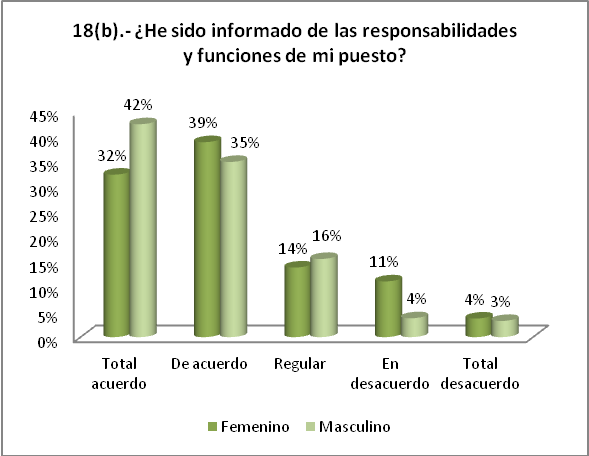 18(b).- ¿He sido informado de las responsabilidades
y funciones de mi puesto?
45%
40%
35%
30%
25%
20%
15%
10%
5%
0%
32%
42%
39%
35%
14%
16%
11%
4%
4%
3%
Total
acuerdo
De acuerdo
Regular
En
desacuerdo
Total
desacuerdo
Femenino
Masculino